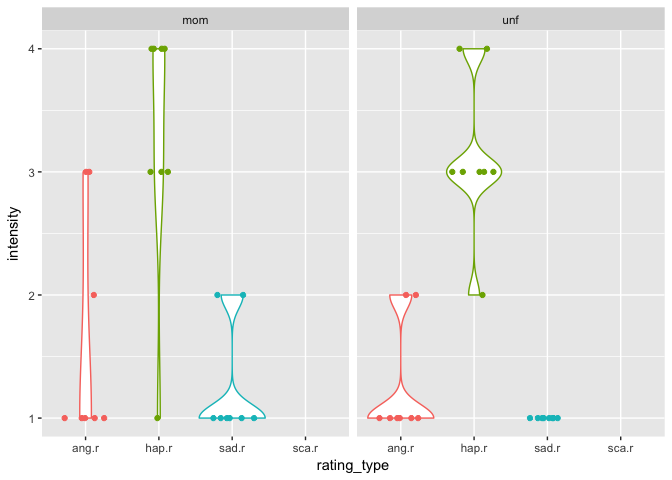 mom unf
4
3
2
1
intensity
ang.r hap.r sad.r sca.r ang.r hap.r sad.r sca.r
rating_type